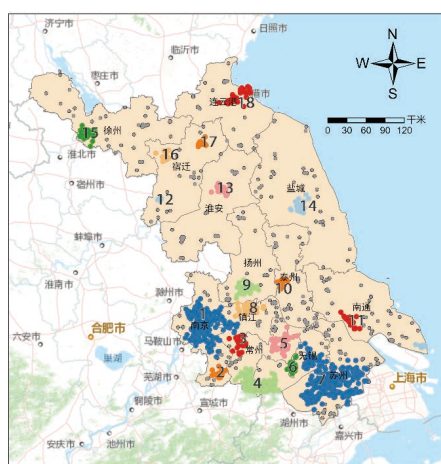 济宁市
日照市
临沂市
枣庄市
连云港
港市
18
N
W
E
S
徐州
15
淮北市
宿州市
17
16
宿迁
12
13
淮安
盐城
14
千米
0 30 60 90 120
蚌埠市
淮南市
滁州市
扬州
泰州
9
10
六安市
合肥市
巢湖
马鞍山市
芜湖市
1
南京
8
镇江
南通
11
3
常州
5
无锡
6
2
4
7
苏州
上海市
铜陵市
宣城市
湖州市
嘉兴市
安庆市
池州市